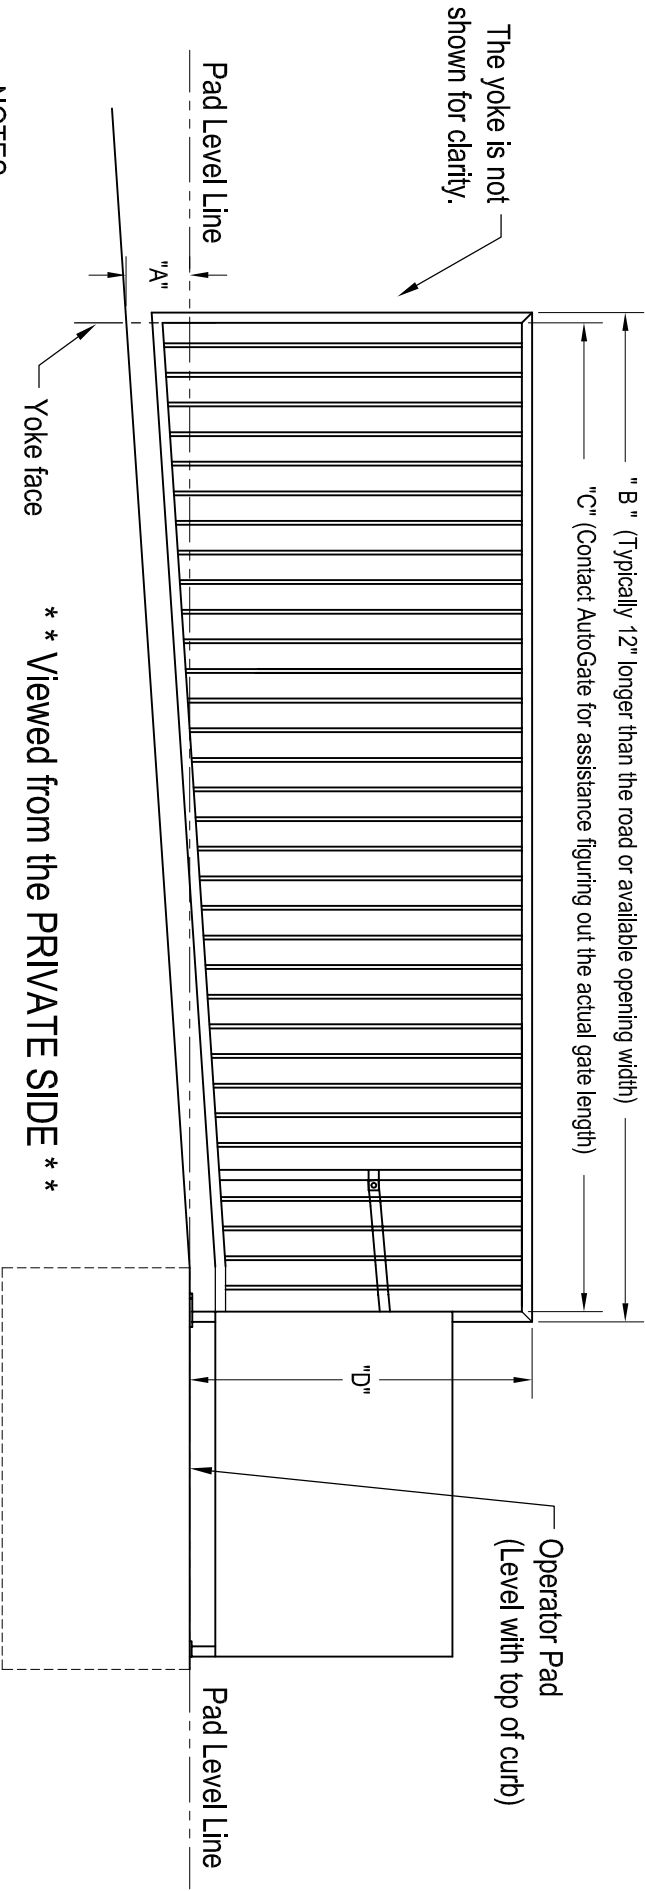 " B " (Typically 12" longer than the road or available opening width)
"C" (Contact AutoGate for assistance figuring out the actual gate length)
The yoke is not
shown for clarity.
Operator Pad
(Level with top of curb)
"D"
Pad Level Line
Pad Level Line
"A"
Yoke face
* * Viewed from the PRIVATE SIDE * *